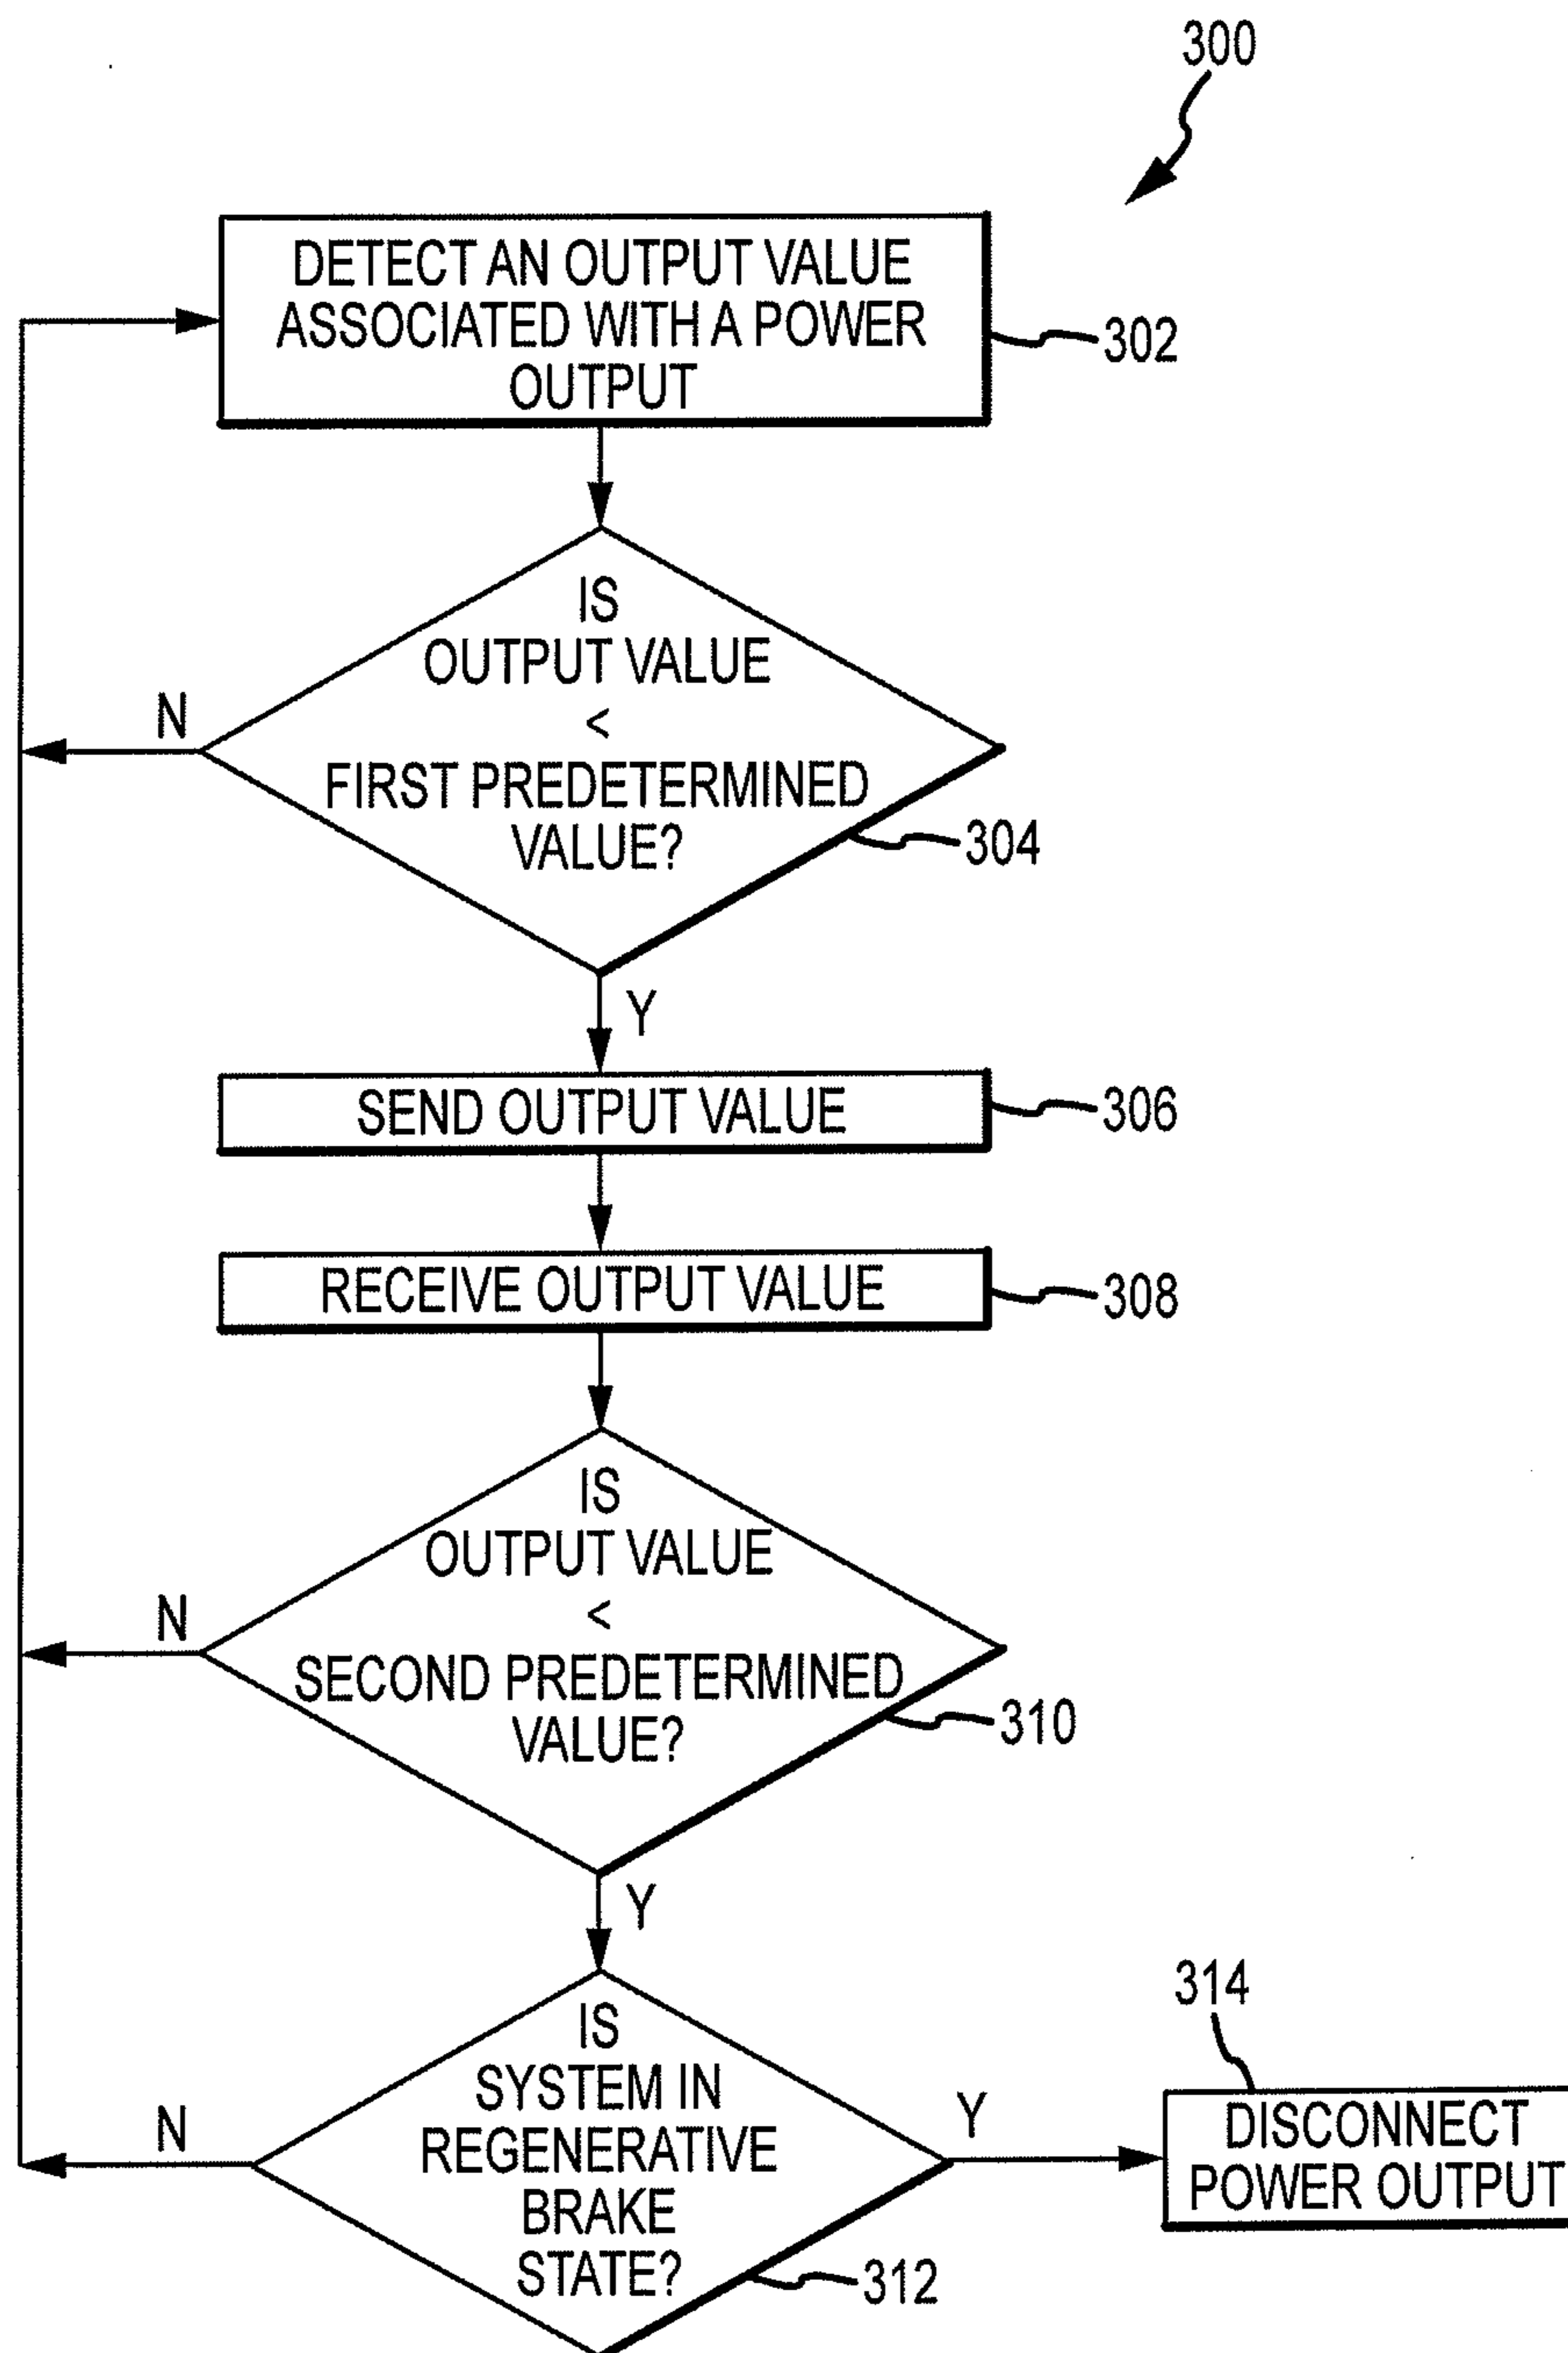 300
DETECT AN OUTPUT VALUE
ASSOCIATED WITH A POWER
OUTPUT
302
IS
OUTPUT VALUE
<
FIRST PREDETERMINED
VALUE?
N
304
Y
SEND OUTPUT VALUE
306
RECEIVE OUTPUT VALUE
308
IS
OUTPUT VALUE
<
SECOND PREDETERMINED
VALUE?
N
310
Y
IS
SYSTEM IN
REGENERATIVE
BRAKE
STATE?
N
312
Y
314
DISCONNECT
POWER OUTPUT